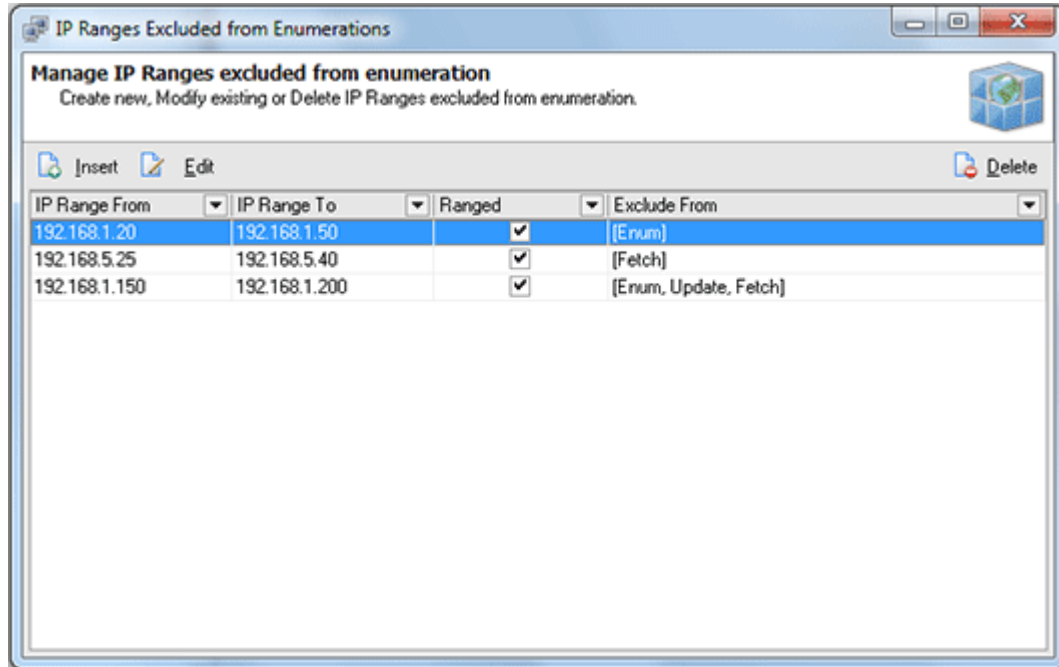 IP Ranges Excluded from Enumerations
Manage IP Ranges excluded from enumeration
Create new, Modify existing or Delete IP Ranges excluded from enumeration.
Insert Edit Delete
IP Range From IP Range To Ranged Exclude From
192.168.1.20 192.168.1.50 [Enum]
192.168.5.25 192.168.5.40 [Fetch]
192.168.1.150 192.168.1.200 [Enum, Update, Fetch]